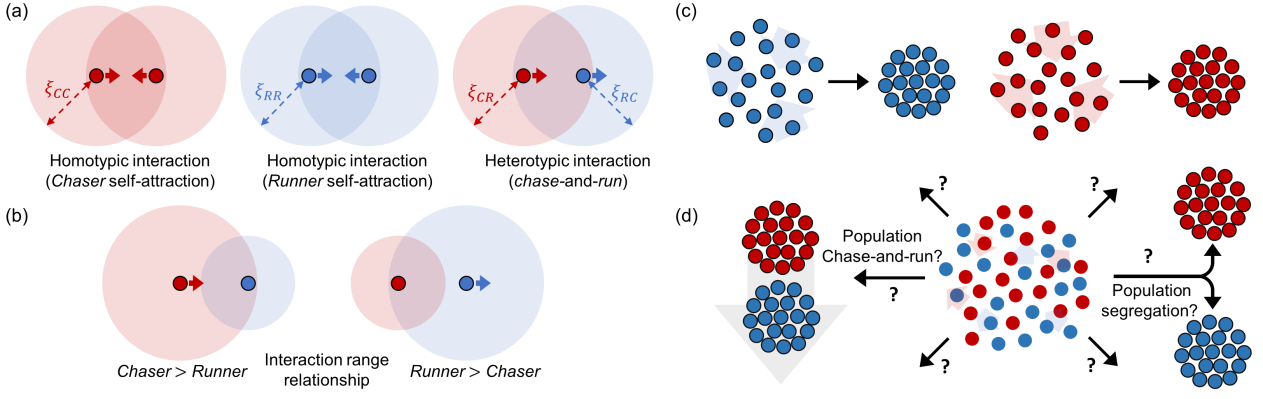 (a)
ξCC
ξRR
ξCR
ξRC
Homotypic interaction
(Chaser self-attraction)
Homotypic interaction
(Runner self-attraction)
Heterotypic interaction
(chase-and-run)
(b)
Chaser > Runner
Interaction range
relationship
Runner > Chaser
(c)
(d)
Population
Chase-and-run?
?
?
?
?
?
?
Population
segregation?